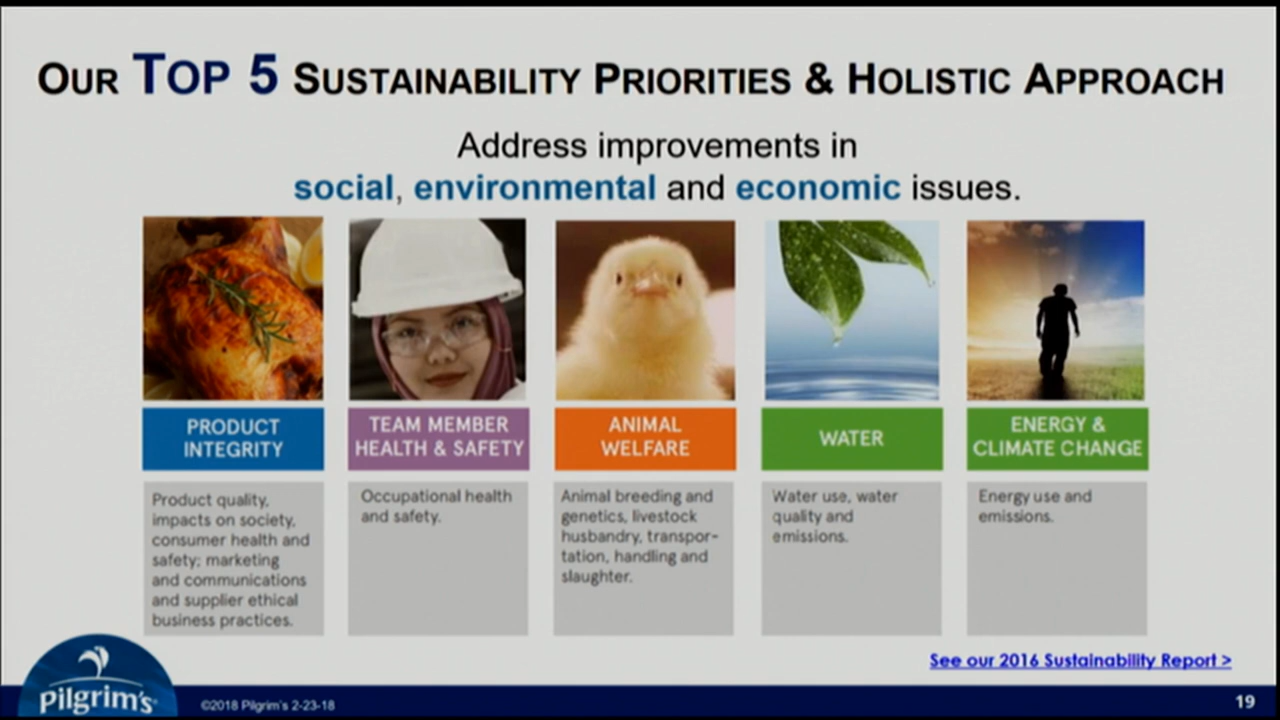 OUR TOP 5 SUSTAINABILITY PRIORITIES & HOLISTIC APPROACH
Address improvements in
social, environmental and economic issues.
PRODUCT
INTEGRITY
Product quality,
impacts on society,
consumer health and
safety; marketing
and communications
and supplier ethical
business practices.
TEAM MEMBER
HEALTH & SAFETY
Occupational health
and safety.
ANIMAL
WELFARE
Animal breeding and
genetics, livestock
husbandry, transpor-
tation, handling and
slaughter.
WATER
Water use, water
quality and
emissions.
ENERGY &
CLIMATE CHANGE
Energy use and
emissions.
See our 2016 Sustainability Report >
Pilgrim's
©2018 Pilgrim's 2-23-18
19